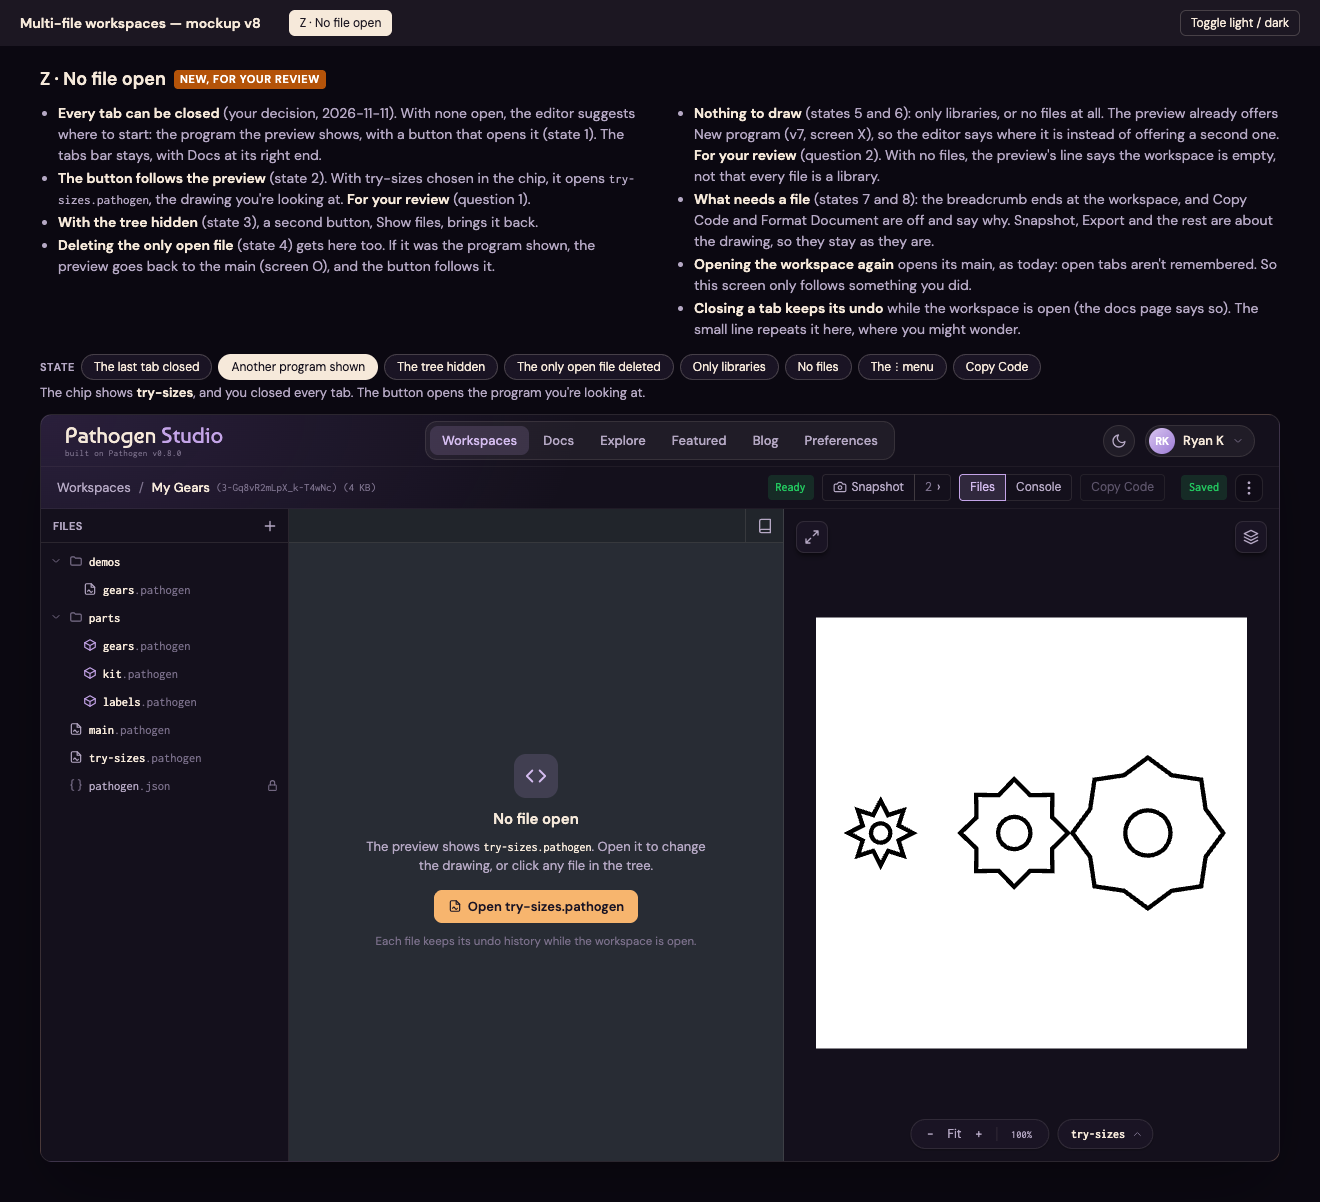 Multi-file workspaces — mockup v8
Z · No file open
Toggle light / dark
Z · No file open
NEW, FOR YOUR REVIEW
Every tab can be closed (your decision, 2026-11-11). With none open, the editor suggests
where to start: the program the preview shows, with a button that opens it (state 1). The
tabs bar stays, with Docs at its right end.
The button follows the preview (state 2). With try-sizes chosen in the chip, it opens try-
sizes.pathogen, the drawing you're looking at. For your review (question 1).
With the tree hidden (state 3), a second button, Show files, brings it back.
Deleting the only open file (state 4) gets here too. If it was the program shown, the
preview goes back to the main (screen O), and the button follows it.
Nothing to draw (states 5 and 6): only libraries, or no files at all. The preview already offers
New program (v7, screen X), so the editor says where it is instead of offering a second one.
For your review (question 2). With no files, the preview's line says the workspace is empty,
not that every file is a library.
What needs a file (states 7 and 8): the breadcrumb ends at the workspace, and Copy
Code and Format Document are off and say why. Snapshot, Export and the rest are about
the drawing, so they stay as they are.
Opening the workspace again opens its main, as today: open tabs aren't remembered. So
this screen only follows something you did.
Closing a tab keeps its undo while the workspace is open (the docs page says so). The
small line repeats it here, where you might wonder.
STATE
The last tab closed
Another program shown
The tree hidden
The only open file deleted
Only libraries
No files
The ⋮ menu
Copy Code
The chip shows try-sizes, and you closed every tab. The button opens the program you're looking at.
Pathogen Studio
built on Pathogen v0.8.0
Workspaces
Docs
Explore
Featured
Blog
Preferences
RK
Ryan K
Workspaces / My Gears (3-Gq8vR2mLpX_k-T4wNc) (4 KB)
Ready
Snapshot
2 ›
Files
Console
Copy Code
Saved
FILES
demos
gears.pathogen
parts
gears.pathogen
kit.pathogen
labels.pathogen
main.pathogen
try-sizes.pathogen
pathogen.json
No file open
The preview shows try-sizes.pathogen. Open it to change
the drawing, or click any file in the tree.
Open try-sizes.pathogen
Each file keeps its undo history while the workspace is open.
− Fit + 100%
try-sizes